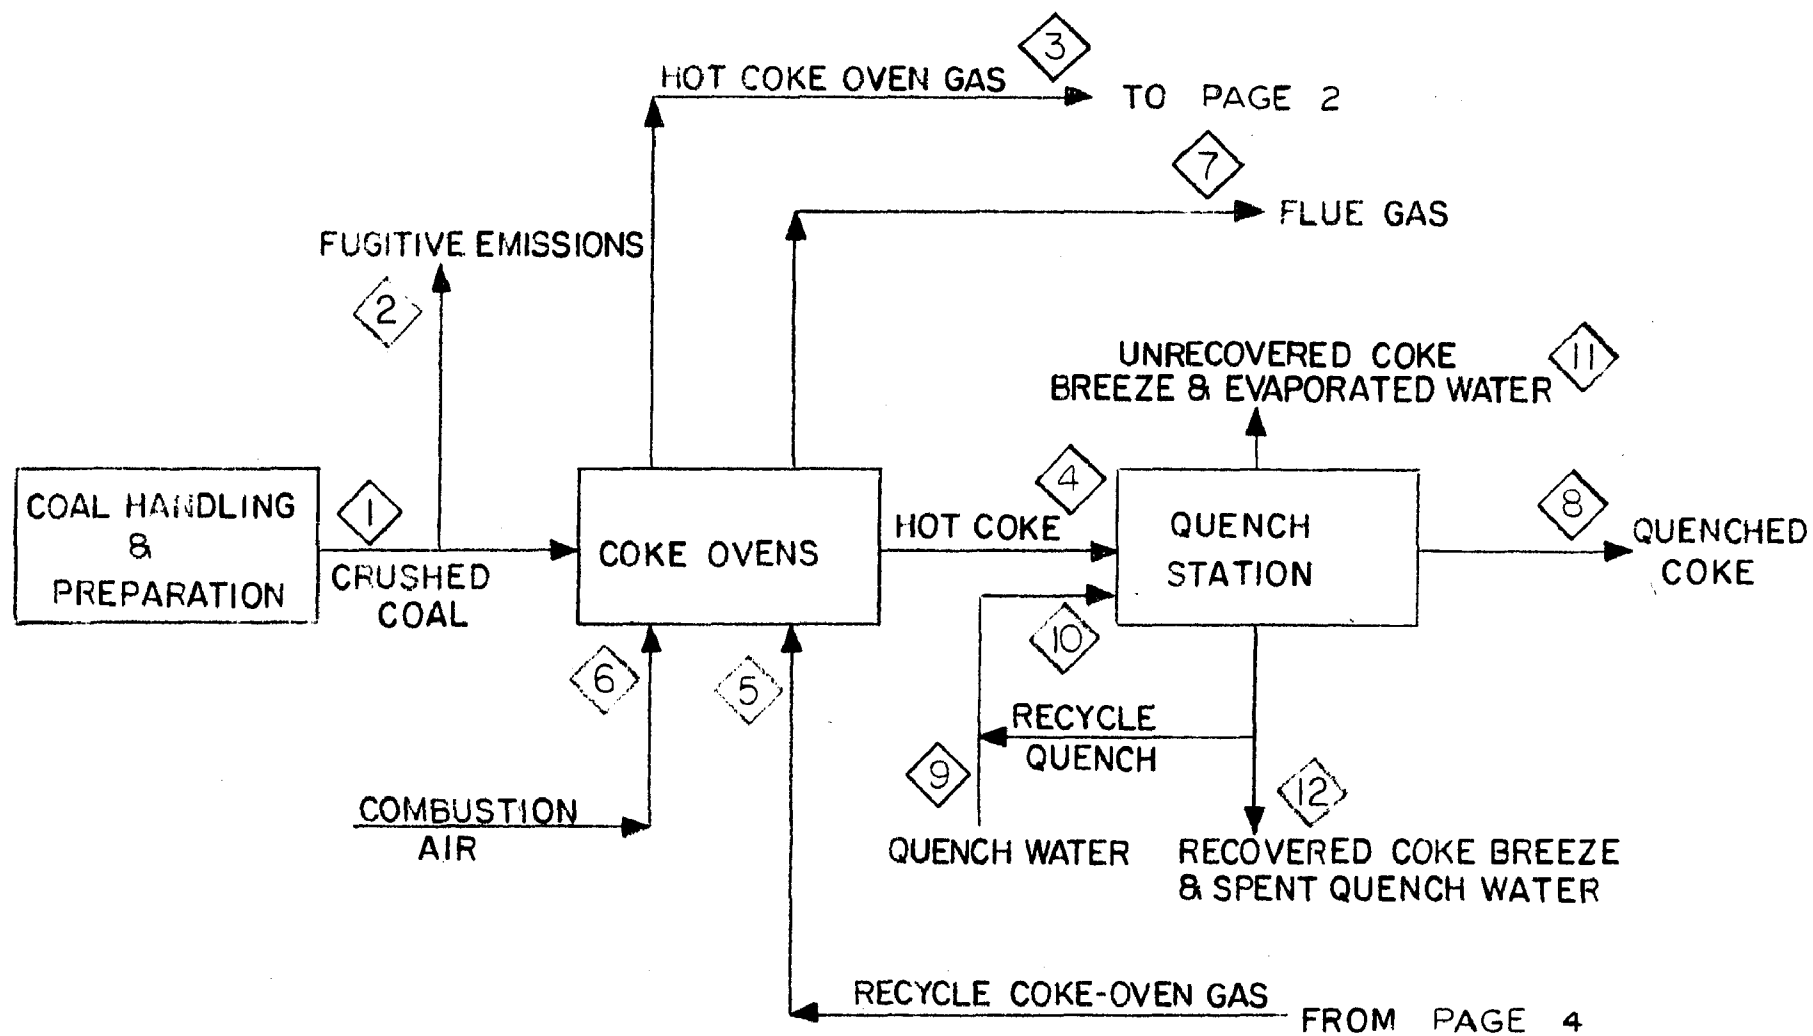 3
HOT COKE OVEN GAS
TO PAGE 2
7
FLUE GAS
FUGITIVE EMISSIONS
2
UNRECOVERED COKE
BREEZE & EVAPORATED WATER
11
COAL HANDLING
&
PREPARATION
1
CRUSHED
COAL
COKE OVENS
4
HOT COKE
QUENCH
STATION
8
QUENCHED
COKE
10
6
5
RECYCLE
QUENCH
9
12
COMBUSTION
AIR
QUENCH WATER
RECOVERED COKE BREEZE
& SPENT QUENCH WATER
RECYCLE COKE-OVEN GAS
FROM PAGE 4